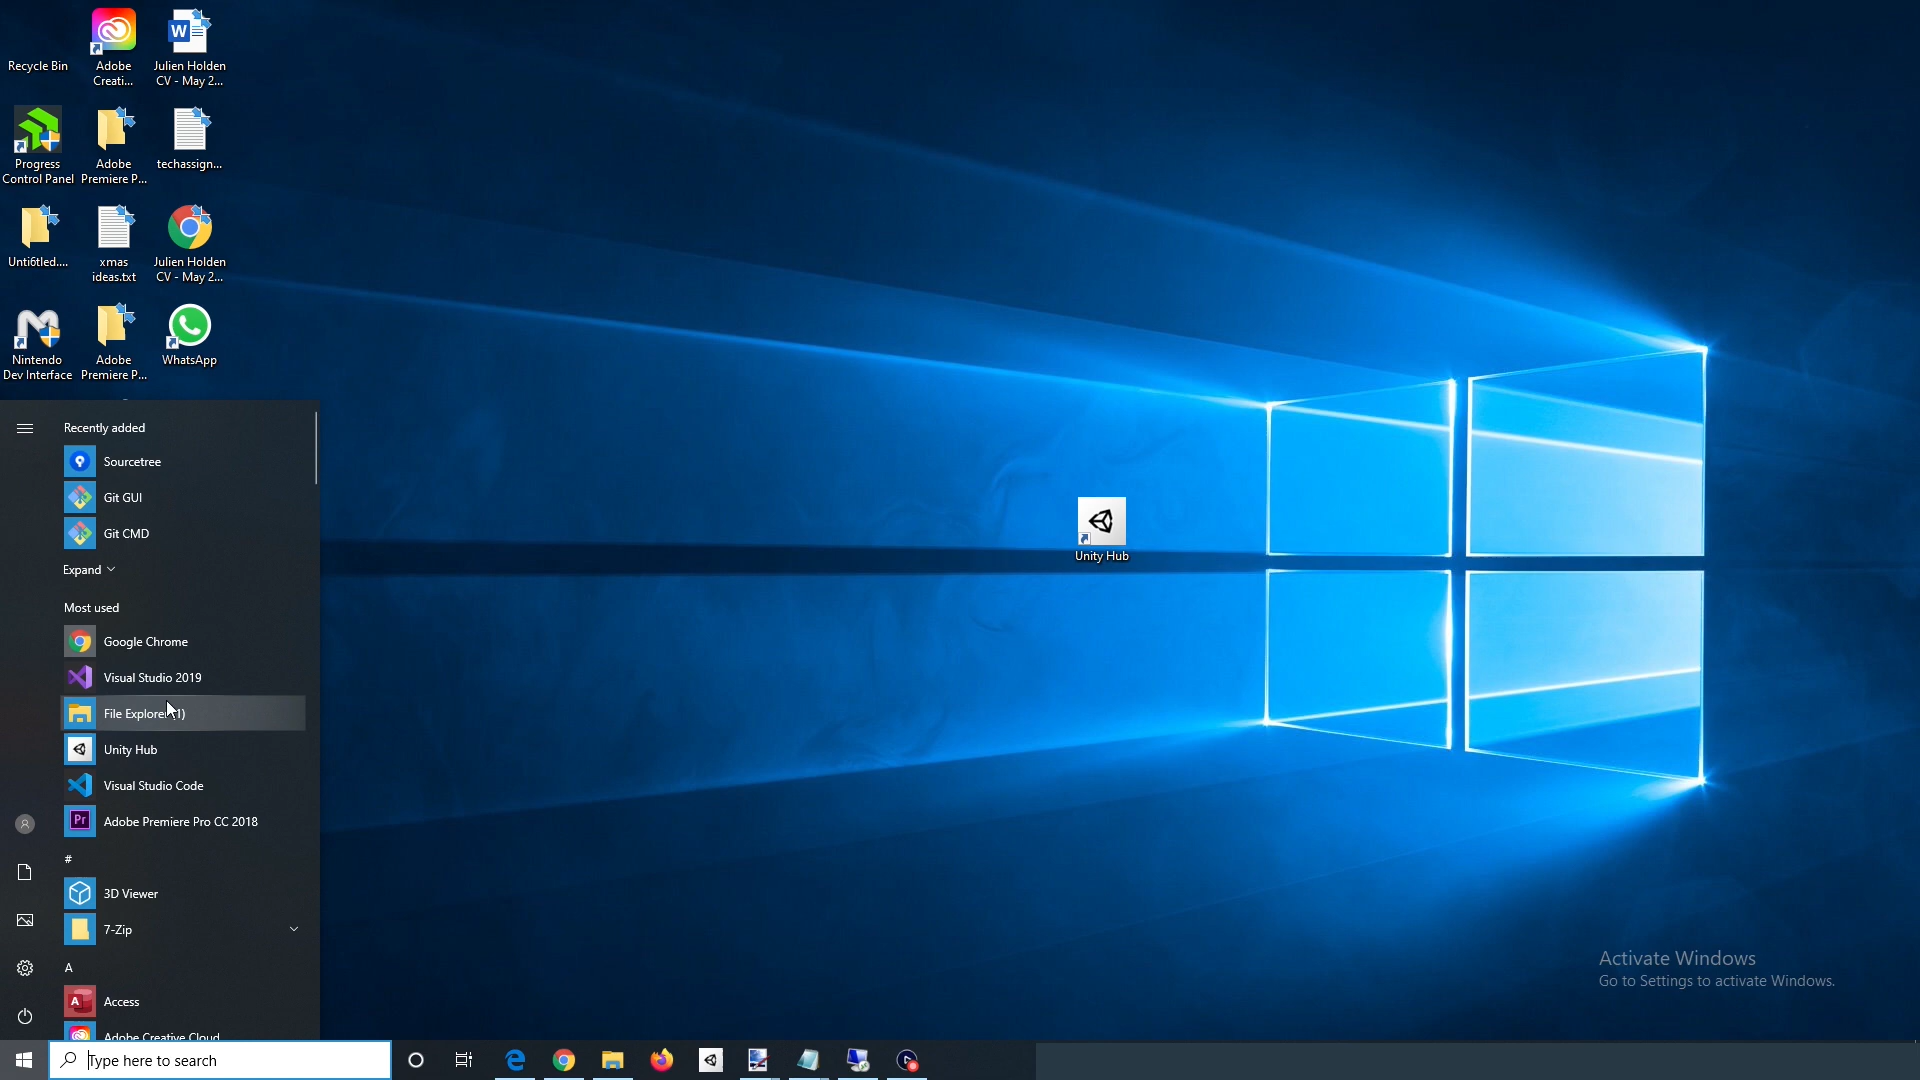 Recycle Bin
Adobe
Creati...
Julien Holden
CV - May 2...
Progress
Control Panel
Adobe
Premiere P...
techassign...
Unti6tled....
xmas
ideas.txt
Julien Holden
CV - May 2...
Nintendo
Dev Interface
Adobe
Premiere P...
WhatsApp
Recently added
Sourcetree
Git GUI
Git CMD
Expand
Most used
Google Chrome
Visual Studio 2019
File Explorer (1)
Unity Hub
Visual Studio Code
Adobe Premiere Pro CC 2018
#
3D Viewer
7-Zip
A
Access
Adobe Creative Cloud
Type here to search
Unity Hub
Activate Windows
Go to Settings to activate Windows.